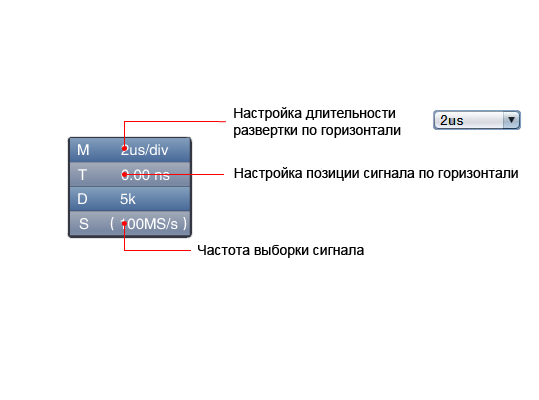 Настройка длительности
развертки по горизонтали
2us
M 2us/div
T 0.00 ns
Настройка позиции сигнала по горизонтали
D 5k
S ( 100MS/s )
Частота выборки сигнала